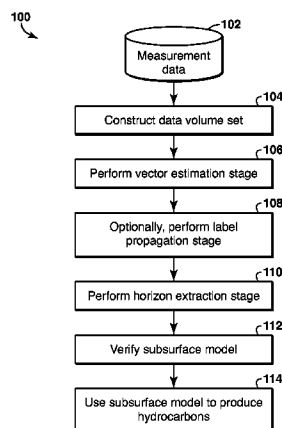 100
102
Measurement
data
104
Construct data volume set
106
Perform vector estimation stage
108
Optionally, perform label
propagation stage
110
Perform horizon extraction stage
112
Verify subsurface model
114
Use subsurface model to produce
hydrocarbons